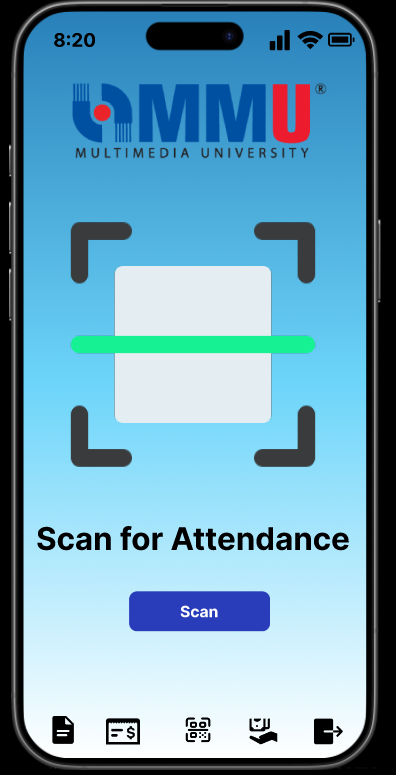 8:20
MMU®
MULTIMEDIA UNIVERSITY
Scan for Attendance
Scan
$